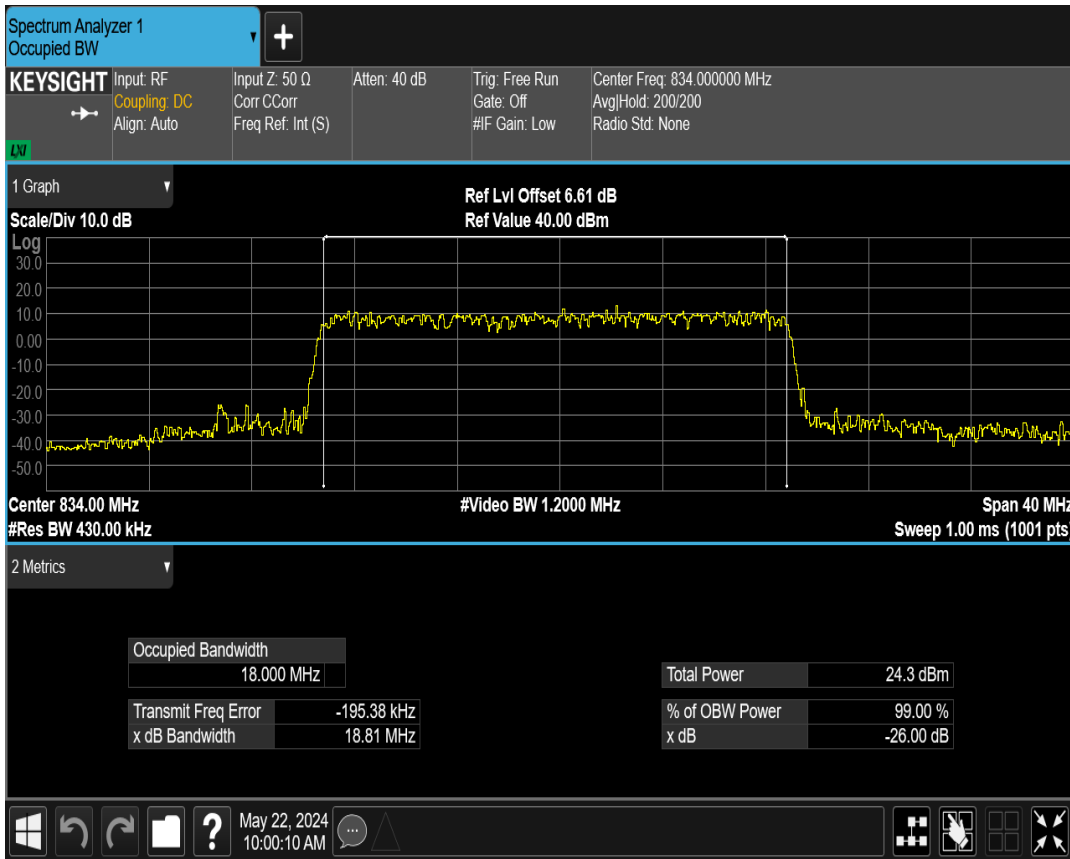 Spectrum Analyzer 1
Occupied BW
KEYSIGHT
LXI
Input: RF
Coupling: DC
Align: Auto
Input Z: 50 Ω
Corr CCorr
Freq Ref: Int (S)
Atten: 40 dB
Trig: Free Run
Gate: Off
#IF Gain: Low
Center Freq: 834.000000 MHz
Avg|Hold: 200/200
Radio Std: None
1 Graph
Scale/Div 10.0 dB
Ref Lvl Offset 6.61 dB
Ref Value 40.00 dBm
Log
30.0
20.0
10.0
0.00
-10.0
-20.0
-30.0
-40.0
-50.0
Center 834.00 MHz
#Res BW 430.00 kHz
#Video BW 1.2000 MHz
Span 40 MHz
Sweep 1.00 ms (1001 pts)
2 Metrics
Occupied Bandwidth
18.000 MHz
Transmit Freq Error -195.38 kHz
x dB Bandwidth 18.81 MHz
Total Power 24.3 dBm
% of OBW Power 99.00 %
x dB -26.00 dB
May 22, 2024
10:00:10 AM